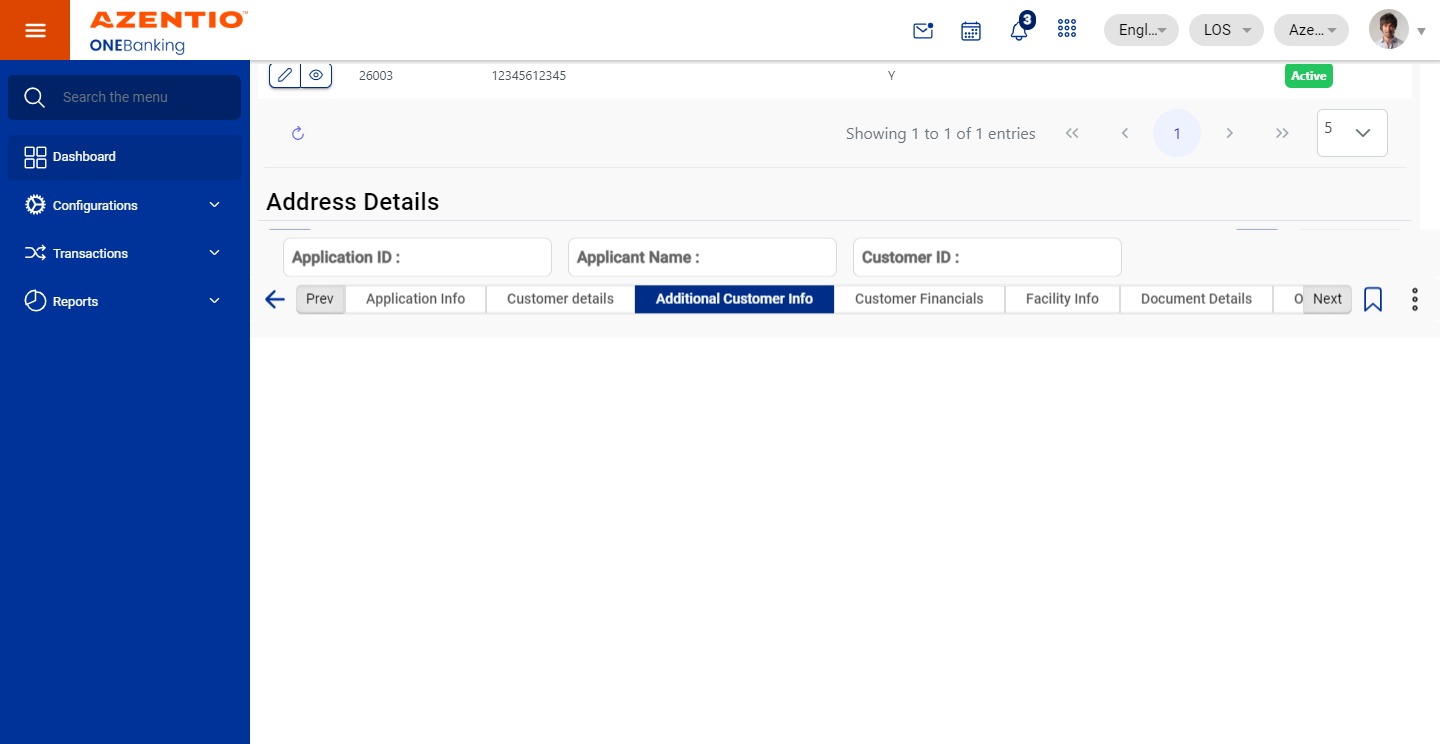 AZENTIO™
ONEBanking
3
Engl...
LOS
Aze...
Search the menu
Dashboard
Configurations
Transactions
Reports
26003
12345612345
Y
Active
Showing 1 to 1 of 1 entries
1
5
Address Details
Application ID :
Applicant Name :
Customer ID :
Prev
Application Info
Customer details
Additional Customer Info
Customer Financials
Facility Info
Document Details
O
Next